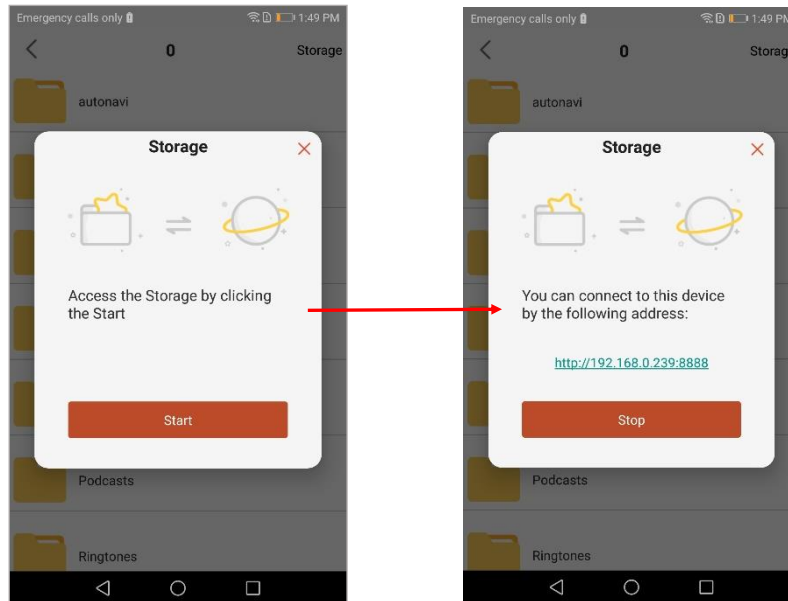 Emergency calls only 1:49 PM
0 Storage
autonavi
Storage
Access the Storage by clicking
the Start
Start
Podcasts
Ringtones
Emergency calls only 1:49 PM
0 Storag
autonavi
Storage
You can connect to this device
by the following address:
http://192.168.0.239:8888
Stop
Podcasts
Ringtones